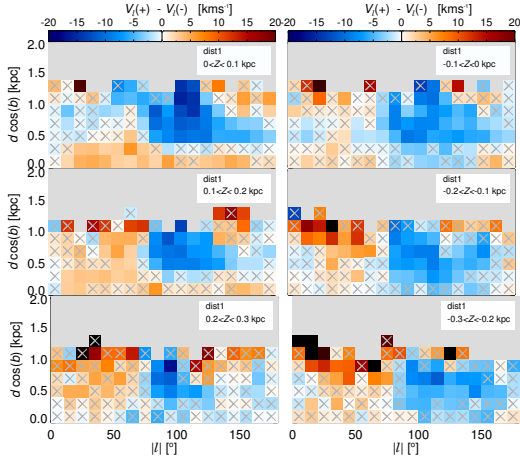 V_r(+) - V_r(-) [kms⁻¹] V_r(+) - V_r(-) [kms⁻¹]
-20 -15 -10 -5 0 5 10 15 20 -20 -15 -10 -5 0 5 10 15 20
2.0 1.5 1.0 0.5 0.0
d cos(b) [kpc]
dist1
0<Z< 0.1 kpc
dist1
-0.1<Z<0 kpc
2.0 1.5 1.0 0.5 0.0
d cos(b) [kpc]
dist1
0.1<Z< 0.2 kpc
dist1
-0.2<Z<-0.1 kpc
2.0 1.5 1.0 0.5 0.0
d cos(b) [kpc]
dist1
0.2<Z< 0.3 kpc
dist1
-0.3<Z<-0.2 kpc
0 50 100 150 0 50 100 150
|l| [°] |l| [°]